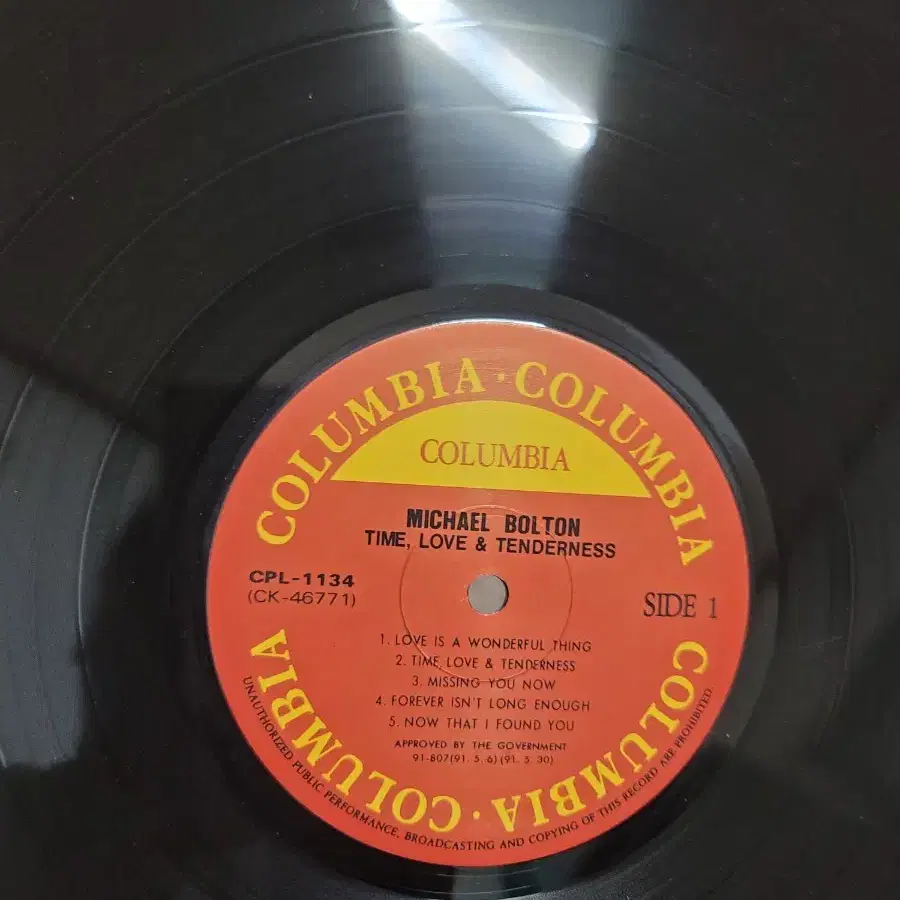 COLUMBIA · COLUMBIA
COLUMBIA
MICHAEL BOLTON
TIME, LOVE & TENDERNESS
CPL-1134
(CK-46771)
SIDE 1
1. LOVE IS A WONDERFUL THING
2. TIME, LOVE & TENDERNESS
3. MISSING YOU NOW
4. FOREVER ISN'T LONG ENOUGH
5. NOW THAT I FOUND YOU
APPROVED BY THE GOVERNMENT
91-807(91. 5. 6)(91. 5. 30)
COLUMBIA · COLUMBIA
UNAUTHORIZED PUBLIC PERFORMANCE, BROADCASTING AND COPYING OF THIS RECORD ARE PROHIBITED.